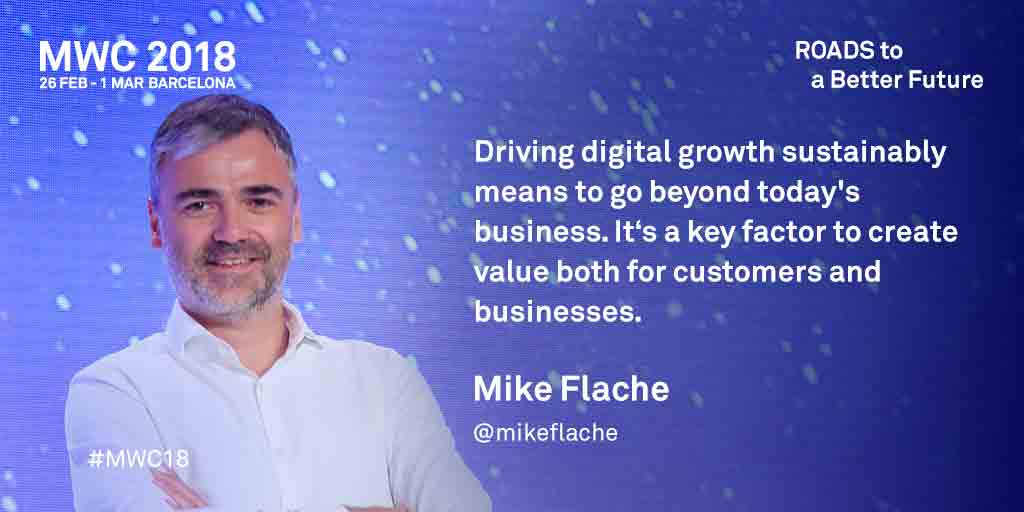 MWC 2018
26 FEB - 1 MAR BARCELONA
ROADS to
a Better Future
Driving digital growth sustainably
means to go beyond today's
business. It‘s a key factor to create
value both for customers and
businesses.
Mike Flache
@mikeflache
#MWC18